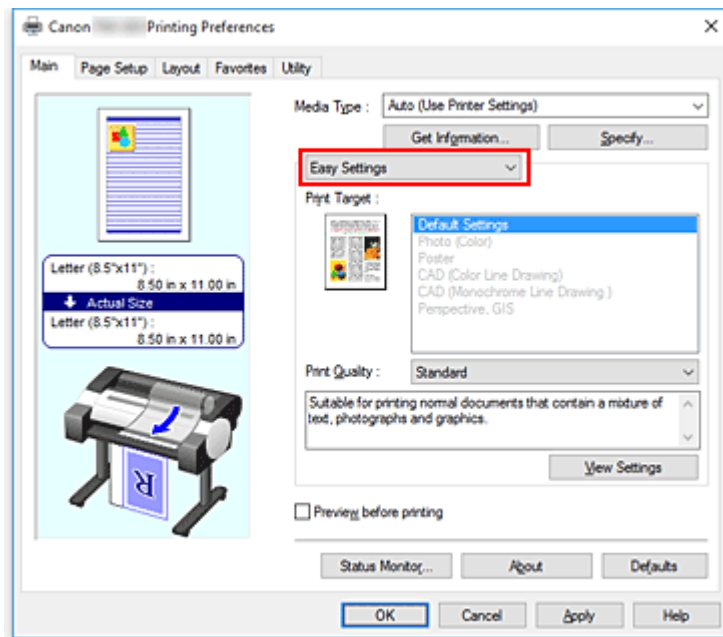 Canon Printing Preferences
Main Page Setup Layout Favorites Utility
Media Type : Auto (Use Printer Settings)
Get Information... Specify...
Easy Settings
Print Target :
Default Settings
Photo (Color)
Poster
CAD (Color Line Drawing)
CAD (Monochrome Line Drawing )
Perspective, GIS
Letter (8.5"x11") :
8.50 in x 11.00 in
Actual Size
Letter (8.5"x11") :
8.50 in x 11.00 in
R
Print Quality : Standard
Suitable for printing normal documents that contain a mixture of
text, photographs and graphics.
View Settings
Preview before printing
Status Monitor... About Defaults
OK Cancel Apply Help